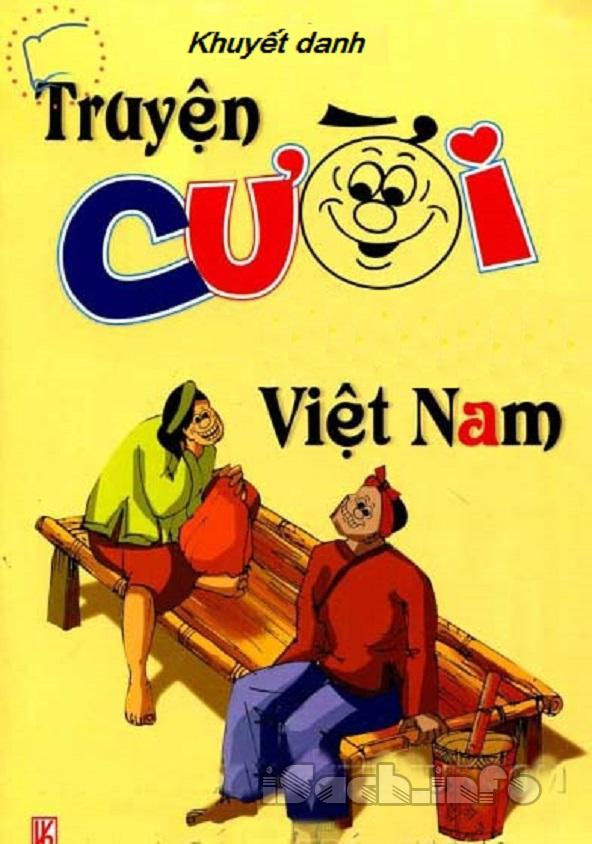 Khuyết danh
Truyện
CƯỜi
Việt Nam
iSach.info